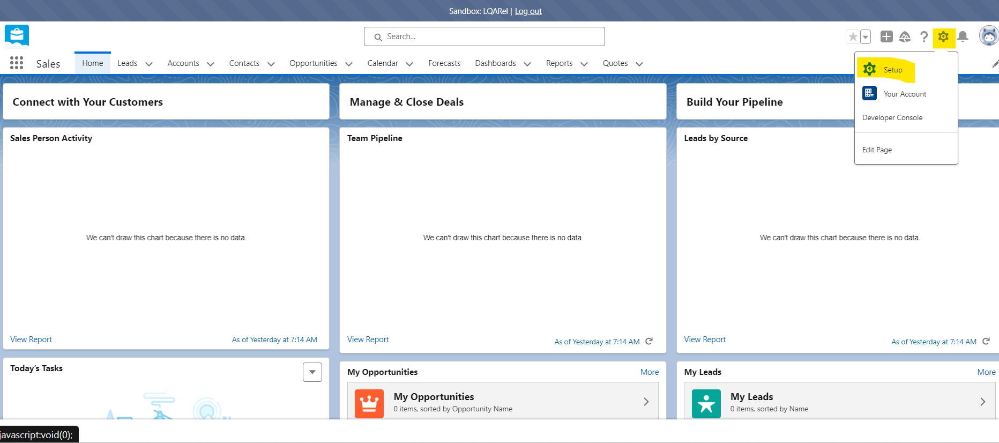 Sandbox: LQARel | Log out
Search...
Sales
Home
Leads
Accounts
Contacts
Opportunities
Calendar
Forecasts
Dashboards
Reports
Quotes
Setup
Your Account
Developer Console
Edit Page
Connect with Your Customers
Manage & Close Deals
Build Your Pipeline
Sales Person Activity
We can't draw this chart because there is no data.
View Report
As of Yesterday at 7:14 AM
Team Pipeline
We can't draw this chart because there is no data.
View Report
As of Yesterday at 7:14 AM
Leads by Source
We can't draw this chart because there is no data.
View Report
As of Yesterday at 7:14 AM
Today’s Tasks
My Opportunities
More
My Opportunities
0 items, sorted by Opportunity Name
My Leads
More
My Leads
0 items, sorted by Name
javascript:void(0);